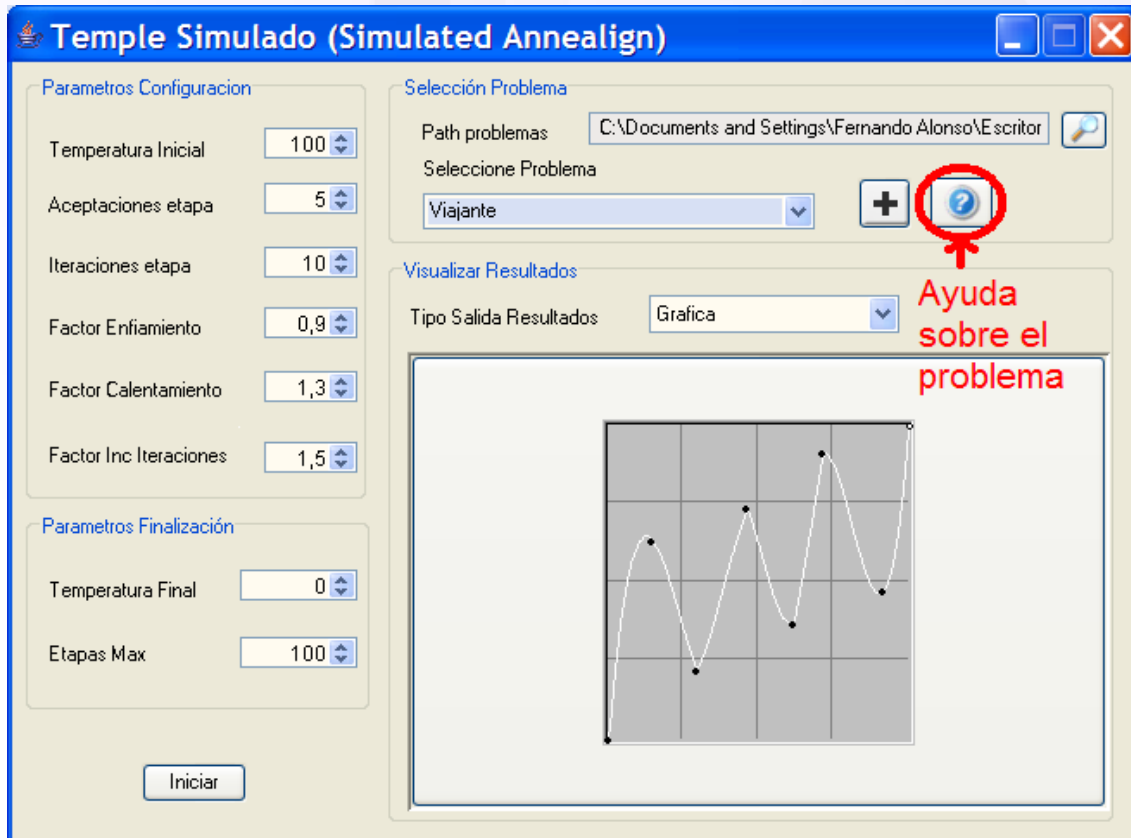 Temple Simulado (Simulated Annealign)
Parametros Configuracion
Temperatura Inicial 100
Aceptaciones etapa 5
Iteraciones etapa 10
Factor Enfiamiento 0,9
Factor Calentamiento 1,3
Factor Inc Iteraciones 1,5
Parametros Finalización
Temperatura Final 0
Etapas Max 100
Iniciar
Selección Problema
Path problemas C:\Documents and Settings\Fernando Alonso\Escritor
Seleccione Problema
Viajante
+ ?
Ayuda
sobre el
problema
Visualizar Resultados
Tipo Salida Resultados Grafica